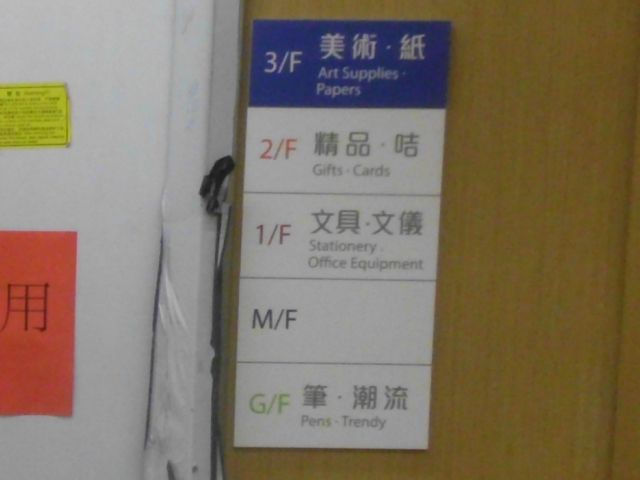 3/F 美術·紙
Art Supplies·
Papers
2/F 精品·咭
Gifts·Cards
1/F 文具·文儀
Stationery·
Office Equipment
M/F
G/F 筆·潮流
Pens·Trendy
用